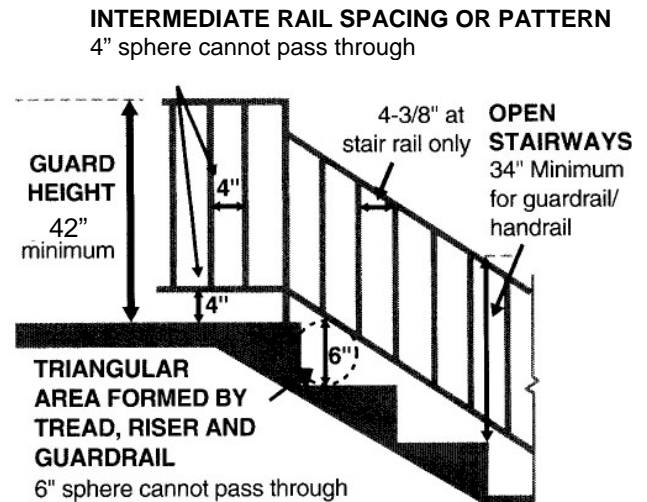 INTERMEDIATE RAIL SPACING OR PATTERN
4” sphere cannot pass through
4-3/8" at
stair rail only
OPEN
STAIRWAYS
34" Minimum
for guardrail/
handrail
GUARD
HEIGHT
42”
minimum
4"
4"
6"
TRIANGULAR
AREA FORMED BY
TREAD, RISER AND
GUARDRAIL
6" sphere cannot pass through